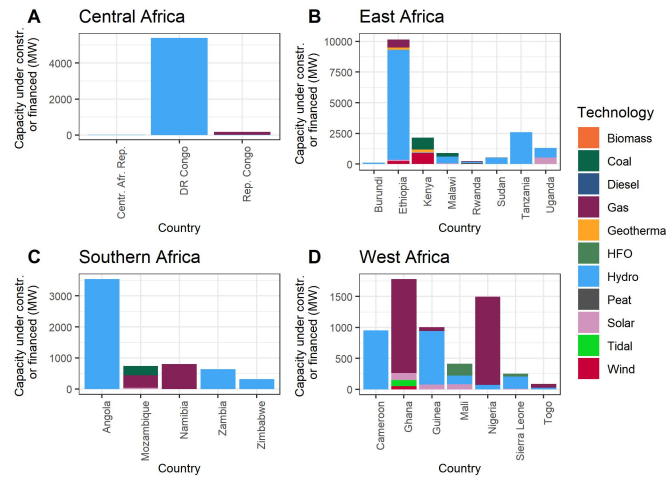 A Central Africa
Capacity under constr.
or financed (MW)
4000
2000
0
Centr. Afr. Rep.
DR Congo
Rep. Congo
Country
B East Africa
Capacity under constr.
or financed (MW)
10000
7500
5000
2500
0
Burundi
Ethiopia
Kenya
Malawi
Rwanda
Sudan
Tanzania
Uganda
Country
C Southern Africa
Capacity under constr.
or financed (MW)
3000
2000
1000
0
Angola
Mozambique
Namibia
Zambia
Zimbabwe
Country
D West Africa
Capacity under constr.
or financed (MW)
1500
1000
500
0
Cameroon
Ghana
Guinea
Mali
Nigeria
Sierra Leone
Togo
Country
Technology
Biomass
Coal
Diesel
Gas
Geotherma
HFO
Hydro
Peat
Solar
Tidal
Wind